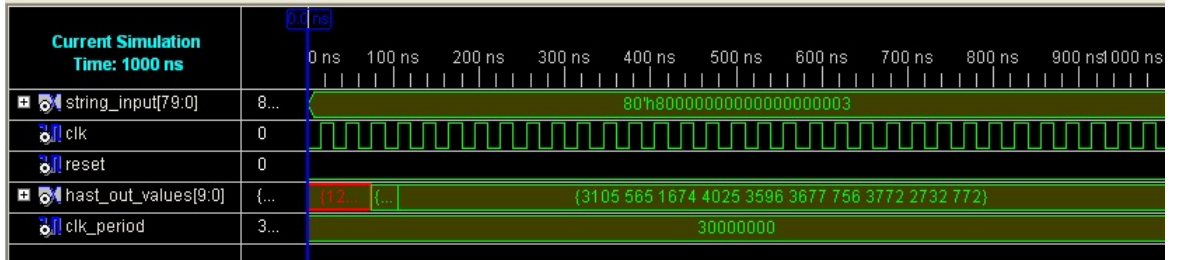 0.0 ns
Current Simulation
Time: 1000 ns
0 ns 100 ns 200 ns 300 ns 400 ns 500 ns 600 ns 700 ns 800 ns 900 ns 1000 ns
string_input[79:0] 8... 80'h80000000000000000003
clk 0
reset 0
hast_out_values[9:0] {... {12... {... {3105 565 1674 4025 3596 3677 756 3772 2732 772}
clk_period 3... 30000000